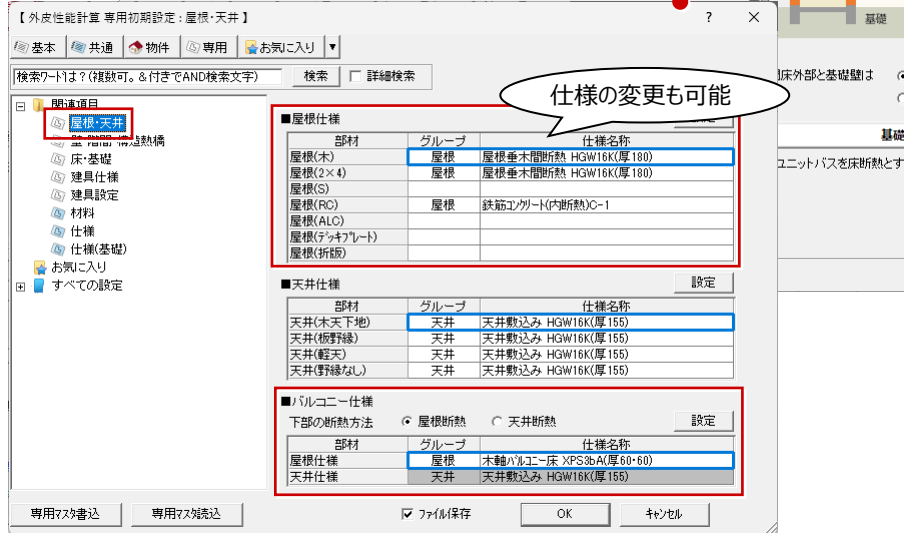 【 外皮性能計算 専用初期設定 : 屋根・天井 】
?
×
基礎
基本 共通 物件 専用 お気に入り ▼
検索ワードは？(複数可。&付きでAND検索文字) 検索 詳細検索
床外部と基礎壁は
仕様の変更も可能
関連項目
屋根・天井
壁・階間・構造熱橋
床・基礎
建具仕様
建具設定
材料
仕様
仕様(基礎)
お気に入り
すべての設定
■屋根仕様
部材 グループ 仕様名称
屋根(木) 屋根 屋根垂木間断熱 HGW16K(厚180)
屋根(2×4) 屋根 屋根垂木間断熱 HGW16K(厚180)
屋根(S)
屋根(RC) 屋根 鉄筋コンクリート(内断熱)C-1
屋根(ALC)
屋根(デッキプレート)
屋根(折版)
■天井仕様 設定
部材 グループ 仕様名称
天井(木天下地) 天井 天井敷込み HGW16K(厚155)
天井(板野縁) 天井 天井敷込み HGW16K(厚155)
天井(軽天) 天井 天井敷込み HGW16K(厚155)
天井(野縁なし) 天井 天井敷込み HGW16K(厚155)
■バルコニー仕様
下部の断熱方法 屋根断熱 天井断熱 設定
部材 グループ 仕様名称
屋根仕様 屋根 木軸バルコニー床 XPS3bA(厚60・60)
天井仕様 天井 天井敷込み HGW16K(厚155)
専用マスタ書込 専用マスタ読込 ファイル保存 OK キャンセル
基礎
ユニットバスを床断熱とす